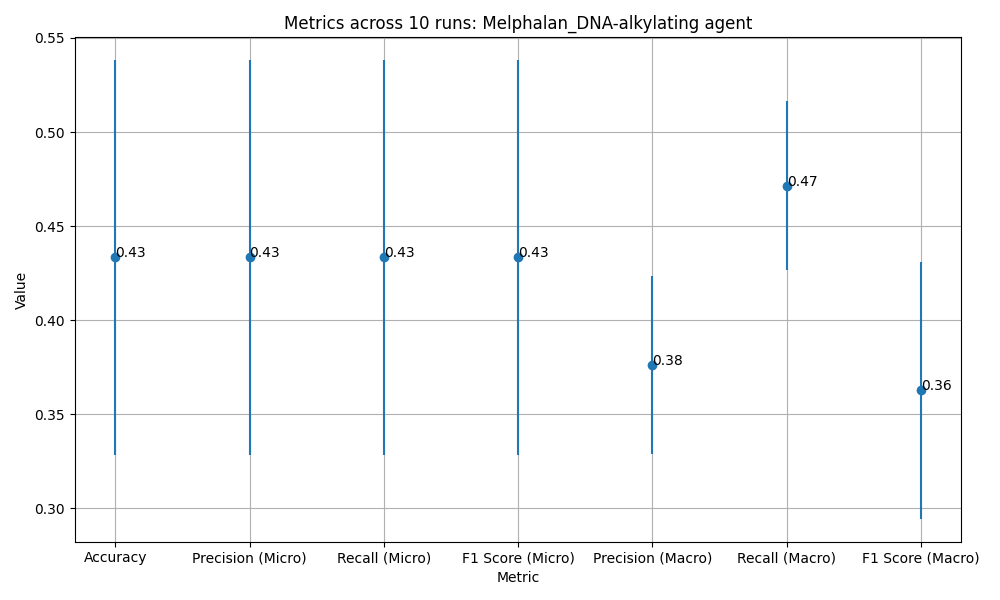 Metrics across 10 runs: Melphalan_DNA-alkylating agent
Value
0.55
0.50
0.45
0.40
0.35
0.30
0.43
0.43
0.43
0.43
0.38
0.47
0.36
Accuracy
Precision (Micro)
Recall (Micro)
F1 Score (Micro)
Precision (Macro)
Recall (Macro)
F1 Score (Macro)
Metric